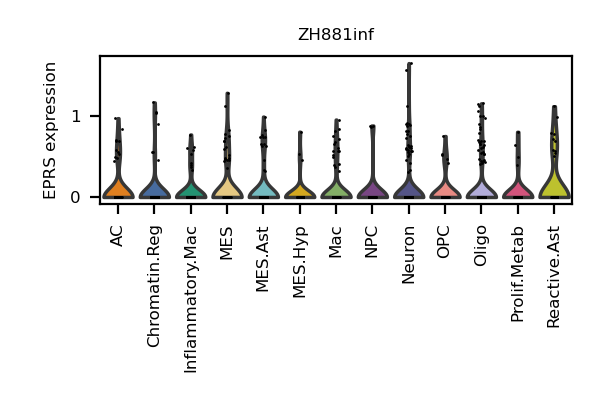 ZH881inf
EPRS expression
1
0
AC
Chromatin.Reg
Inflammatory.Mac
MES
MES.Ast
MES.Hyp
Mac
NPC
Neuron
OPC
Oligo
Prolif.Metab
Reactive.Ast